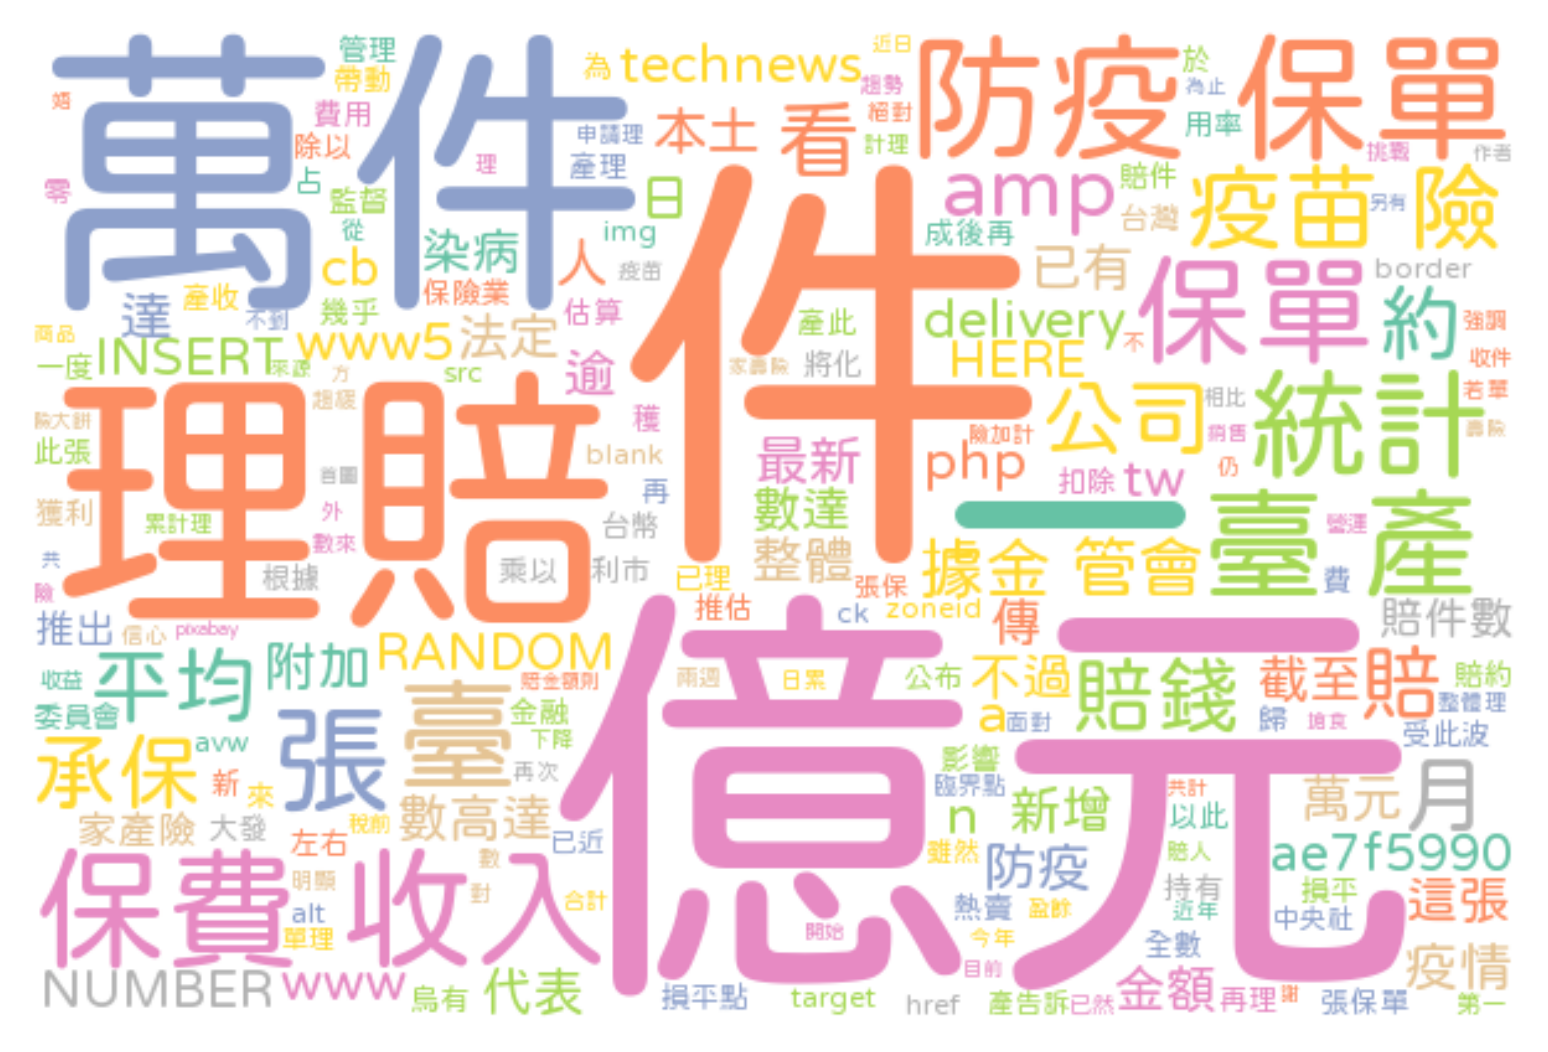 萬件
管理
帶動
費用
除以
占
監督
從
零
理
申請理
產理
為
technews
近日
趨勢
絕對
計理
本土
看
日
防疫
保單
於
為止
用率
挑戰
作者
amp
賠件
台灣
疫苗
險
另有
成後再
已有
保單
border
約
強調
收件
若單
件
染病
人
img
疫苗
cb
保險業
估算
幾乎
達
產收
不到
商品
一度
INSERT
來源
www5
法定
src
方
逾
產此
家壽險
將化
delivery
不
HERE
公司
相比
銷售
仍
統計
壽險
理賠
險大餅
此張
獲利
累計理
首圖
外
數來
根據
共
險
穫
blank
再
台幣
乘以
利市
最新
數達
整體
險加計
php
扣除
tw
一
據金
管會
臺
產
營運
費
已理
張保
推估
ck
zoneid
傳
賠件數
推出
信心
pixabay
收益
平均
附加
RANDOM
賠金額則
委員會
臺
金融
下降
再次
兩週
日累
公布
不過
a
面對
賠錢
歸
截至
賠
賠約
整體理
受此波
億元
承保
avw
張
新
來
稅前
家產險
大發
左右
數高達
已近
影響
臨界點
n
新增
共計
以此
萬元
月
ae7f5990
保費
收入
明顯
alt
單理
數
對
合計
雖然
防疫
熱賣
盈餘
今年
目前
開始
賠人
持有
近年
全數
損平
中央社
這張
疫情
NUMBER
www
烏有
代表
損平點
target
href
產告訴
已然
金額
再理
謝
張保單
第一